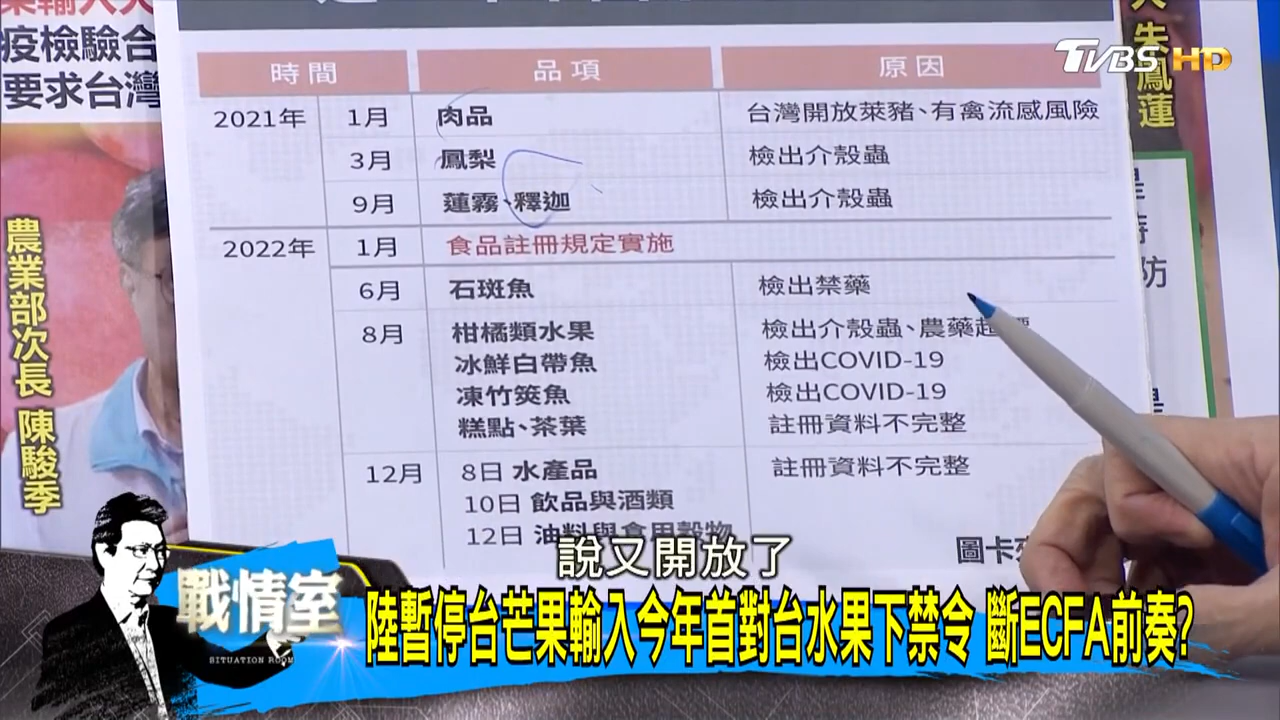 疫檢驗合
要求台灣
農業部次長 陳駿季
朱鳳蓮
TVBS HD
時間 品項 原因
2021年 1月 肉品 台灣開放萊豬、有禽流感風險
3月 鳳梨 檢出介殼蟲
9月 蓮霧、釋迦 檢出介殼蟲
2022年 1月 食品註冊規定實施
6月 石斑魚 檢出禁藥
8月 柑橘類水果 檢出介殼蟲、農藥超
冰鮮白帶魚 檢出COVID-19
凍竹筴魚 檢出COVID-19
糕點、茶葉 註冊資料不完整
12月 8日 水產品 註冊資料不完整
10日 飲品與酒類
12日 油料與食用穀物
圖卡
說又開放了
戰情室
SITUATION ROOM
陸暫停台芒果輸入今年首對台水果下禁令 斷ECFA前奏?